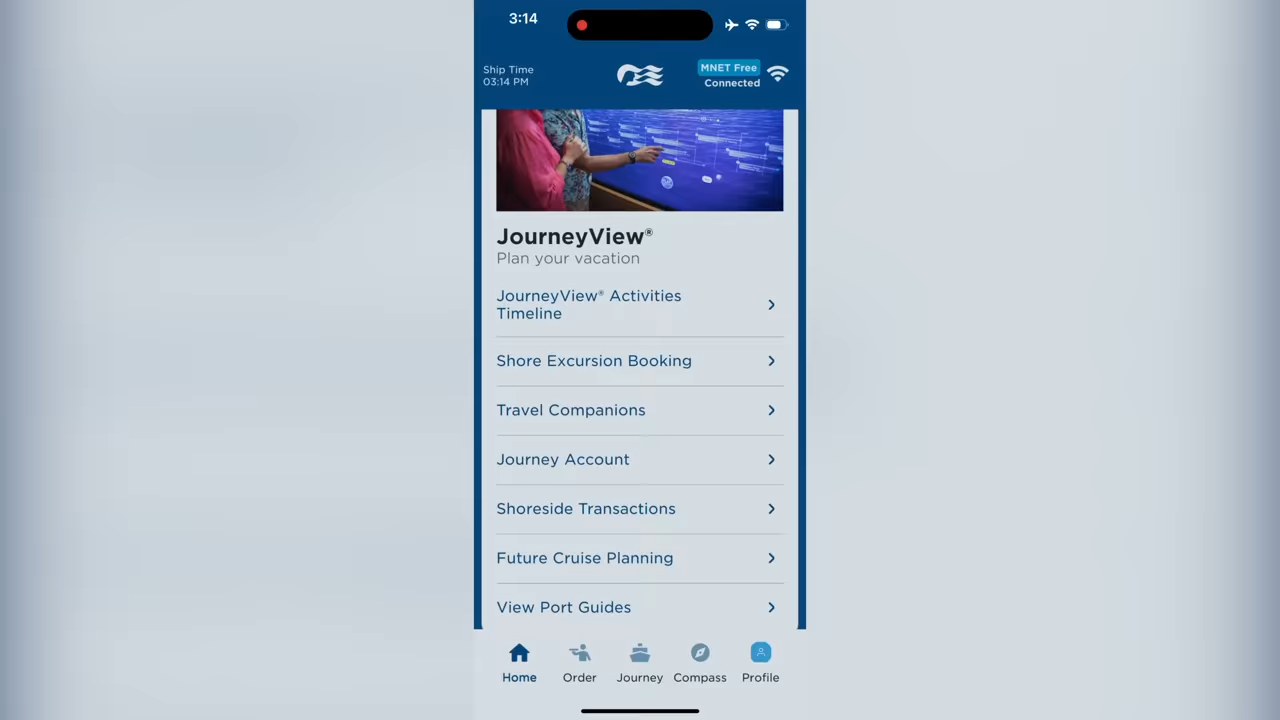 3:14
Ship Time
03:14 PM
MNET Free
Connected
JourneyView®
Plan your vacation
JourneyView® Activities
Timeline
Shore Excursion Booking
Travel Companions
Journey Account
Shoreside Transactions
Future Cruise Planning
View Port Guides
Home
Order
Journey
Compass
Profile